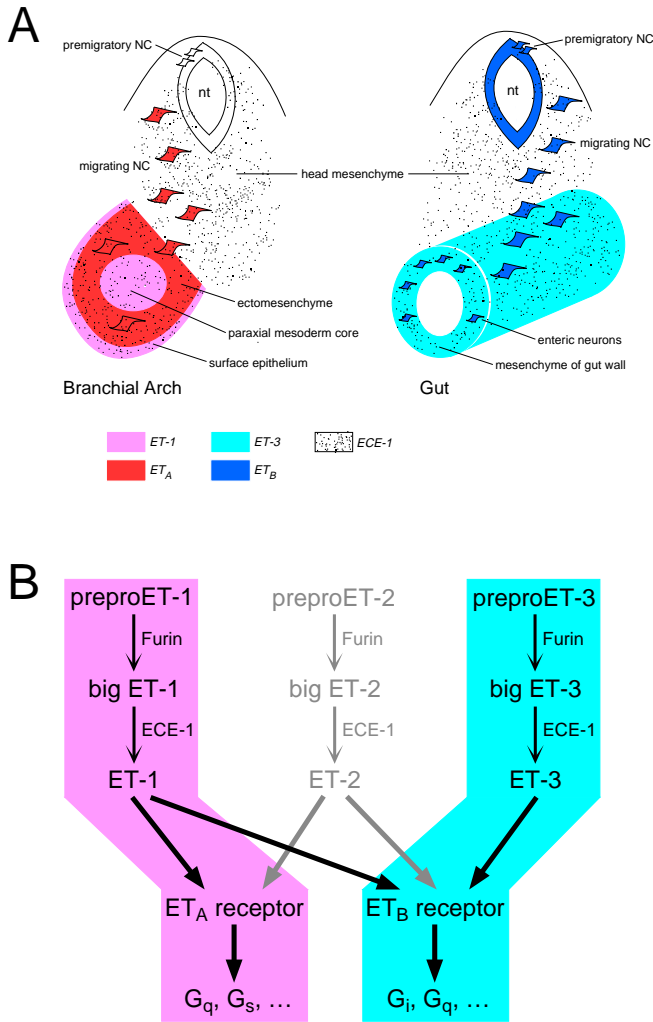 A
premigratory NC
nt
migrating NC
ectomesenchyme
paraxial mesoderm core
surface epithelium
Branchial Arch
head mesenchyme
premigratory NC
nt
migrating NC
enteric neurons
mesenchyme of gut wall
Gut
ET-1
ET-3
ECE-1
ETA
ETB
B
preproET-1
Furin
big ET-1
ECE-1
ET-1
preproET-2
Furin
big ET-2
ECE-1
ET-2
preproET-3
Furin
big ET-3
ECE-1
ET-3
ETA receptor
Gq, Gs, ...
ETB receptor
Gi, Gq, ...